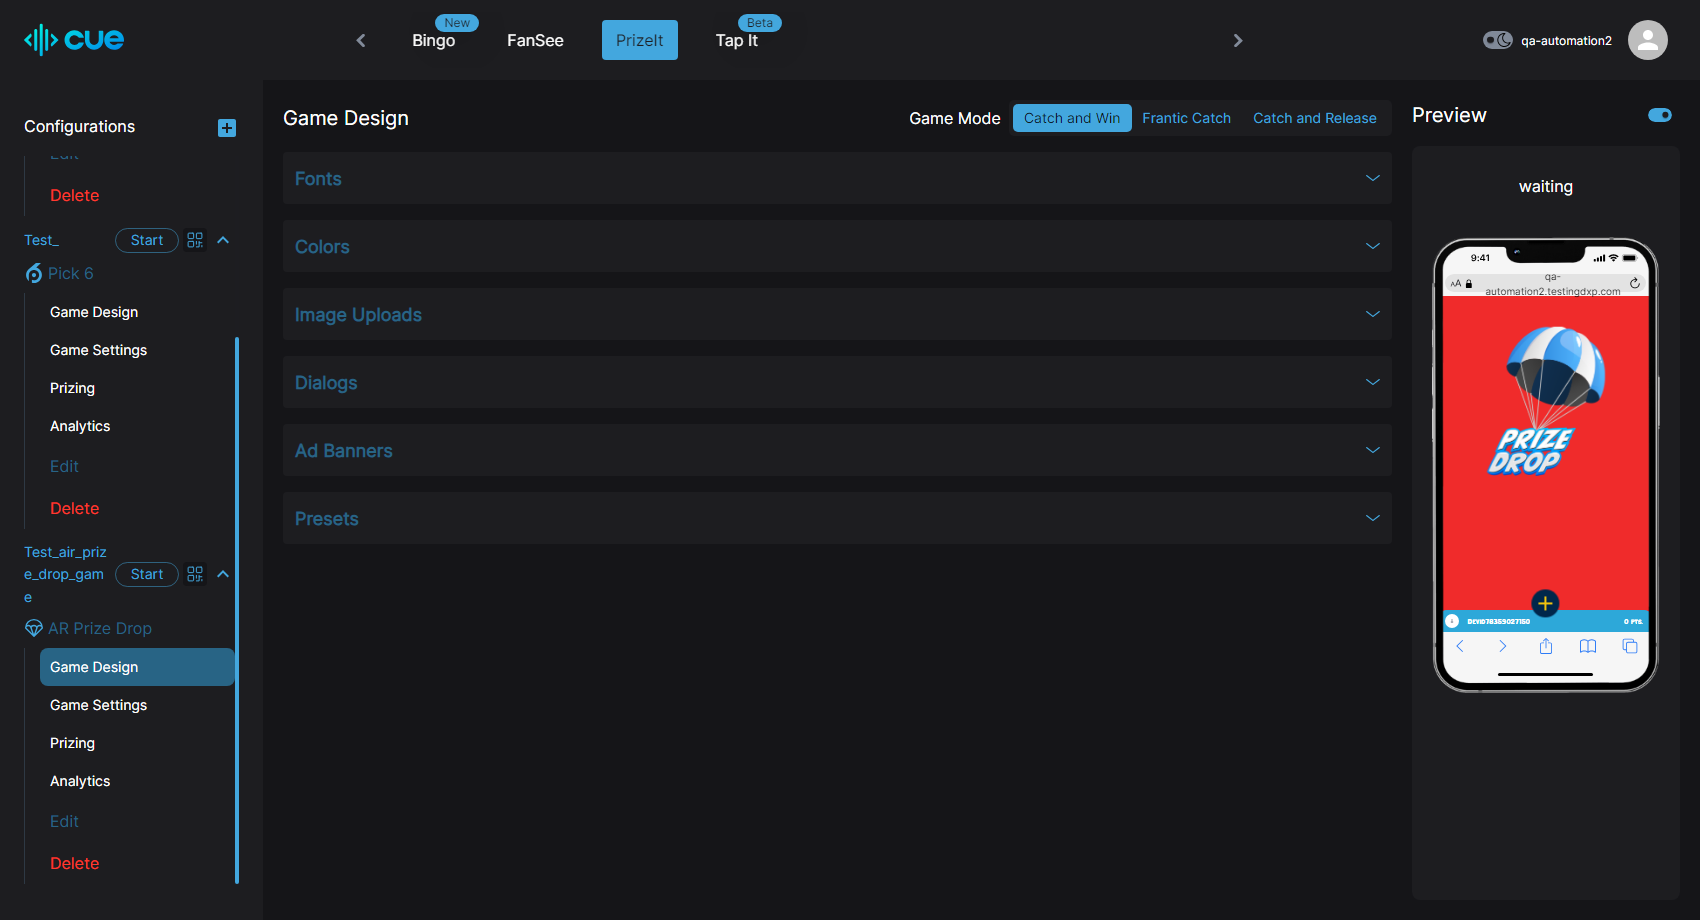 cue
New
Bingo
FanSee
PrizeIt
Beta
Tap It
qa-automation2
Configurations
Edit
Delete
Test_
Start
Pick 6
Game Design
Game Settings
Prizing
Analytics
Edit
Delete
Test_air_priz
e_drop_gam
e
Start
AR Prize Drop
Game Design
Game Settings
Prizing
Analytics
Edit
Delete
Game Design
Game Mode
Catch and Win
Frantic Catch
Catch and Release
Fonts
Colors
Image Uploads
Dialogs
Ad Banners
Presets
Preview
waiting
9:41
AA
qa-
automation2.testingdxp.com
PRIZE
DROP
0 PTS.